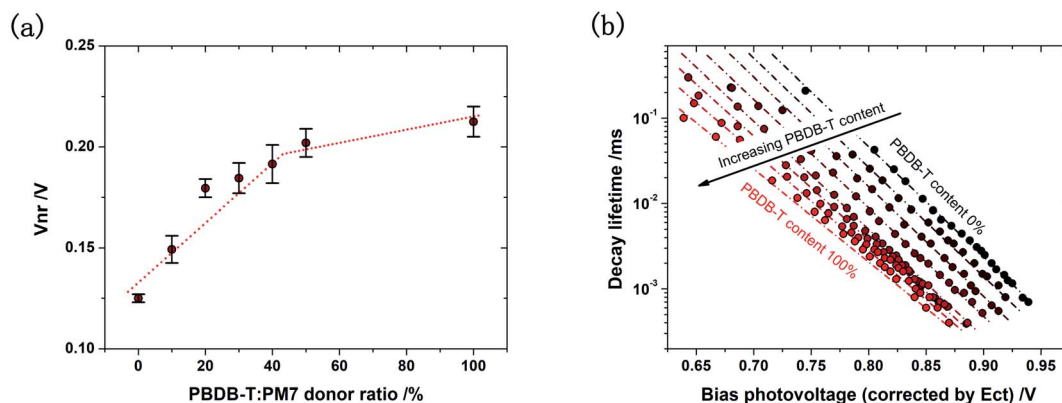 (a)
0.25
0.20
0.15
0.10
Vnr /V
0 20 40 60 80 100
PBDB-T:PM7 donor ratio /%
(b)
10⁻¹
10⁻²
10⁻³
Decay lifetime /ms
Increasing PBDB-T content
PBDB-T content 0%
PBDB-T content 100%
0.65 0.70 0.75 0.80 0.85 0.90 0.95
Bias photovoltage (corrected by Ect) /V